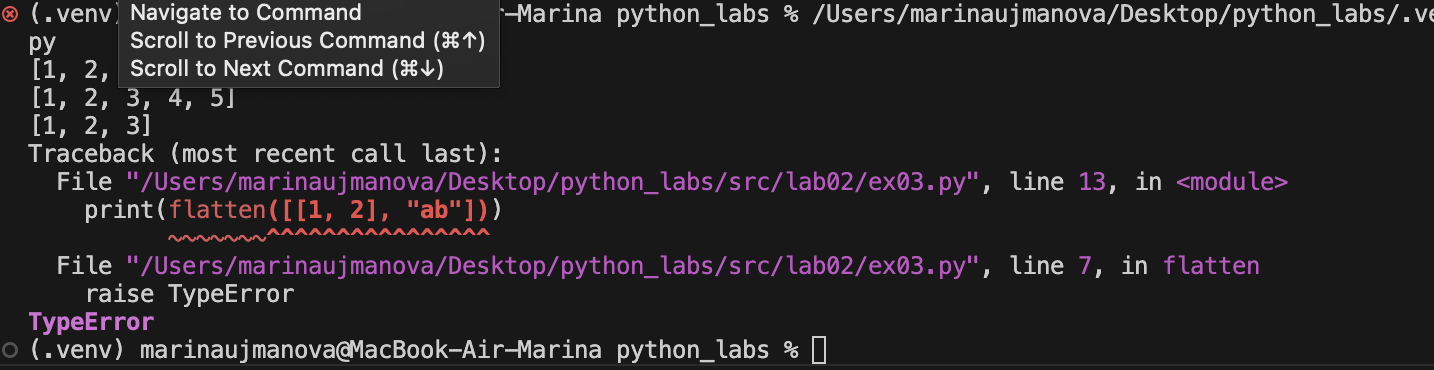 Navigate to Command
Scroll to Previous Command (⌘↑)
Scroll to Next Command (⌘↓)
(.venv) -Marina python_labs % /Users/marinaujmanova/Desktop/python_labs/.ve
py
[1, 2,
[1, 2, 3, 4, 5]
[1, 2, 3]
Traceback (most recent call last):
  File "/Users/marinaujmanova/Desktop/python_labs/src/lab02/ex03.py", line 13, in <module>
    print(flatten([[1, 2], "ab"]))
          ~~~~~~~^^^^^^^^^^^^^^^^
  File "/Users/marinaujmanova/Desktop/python_labs/src/lab02/ex03.py", line 7, in flatten
    raise TypeError
TypeError
(.venv) marinaujmanova@MacBook-Air-Marina python_labs %